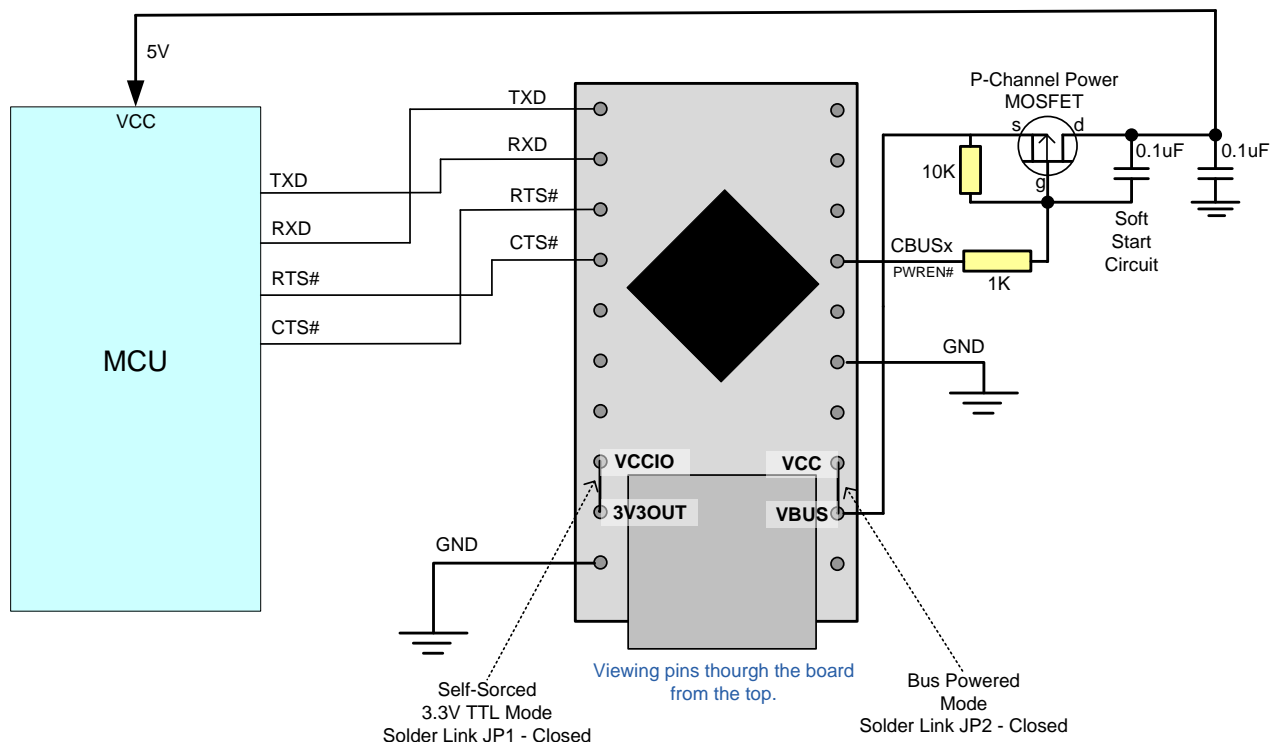 5V
VCC
P-Channel Power
MOSFET
TXD
s
d
0.1uF
0.1uF
RXD
10K
TXD
RTS#
g
RXD
CTS#
CBUSx
PWREN#
1K
Soft
Start
Circuit
RTS#
CTS#
MCU
GND
VCCIO
VCC
3V3OUT
VBUS
GND
Viewing pins thourgh the board
from the top.
Self-Sorced
3.3V TTL Mode
Solder Link JP1 - Closed
Bus Powered
Mode
Solder Link JP2 - Closed